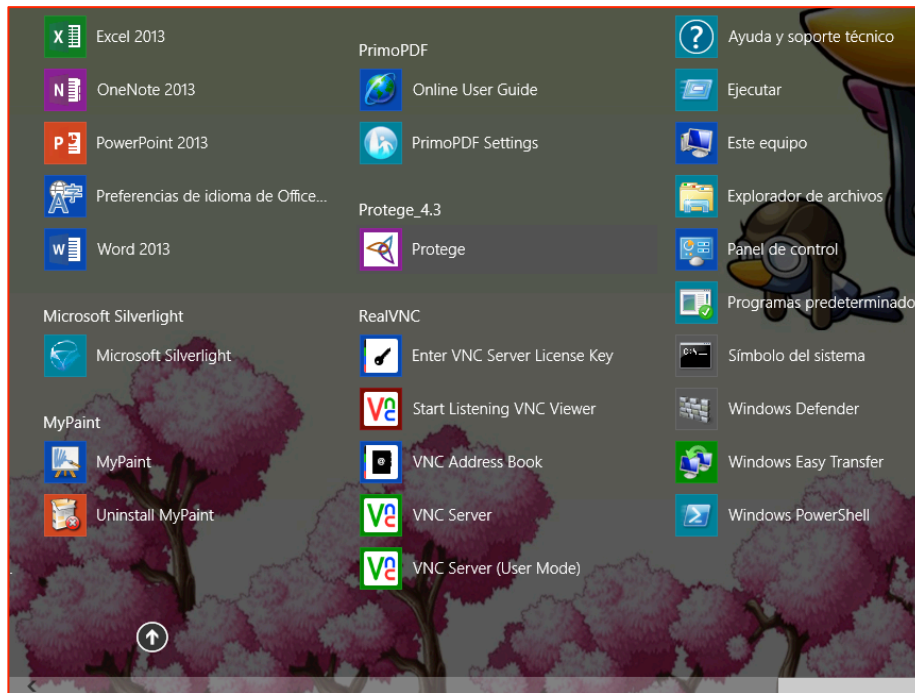 Excel 2013
OneNote 2013
PowerPoint 2013
Preferencias de idioma de Office...
Word 2013
Microsoft Silverlight
Microsoft Silverlight
MyPaint
MyPaint
Uninstall MyPaint
PrimoPDF
Online User Guide
PrimoPDF Settings
Protege_4.3
Protege
RealVNC
Enter VNC Server License Key
Start Listening VNC Viewer
VNC Address Book
VNC Server
VNC Server (User Mode)
Ayuda y soporte técnico
Ejecutar
Este equipo
Explorador de archivos
Panel de control
Programas predeterminado
Símbolo del sistema
Windows Defender
Windows Easy Transfer
Windows PowerShell